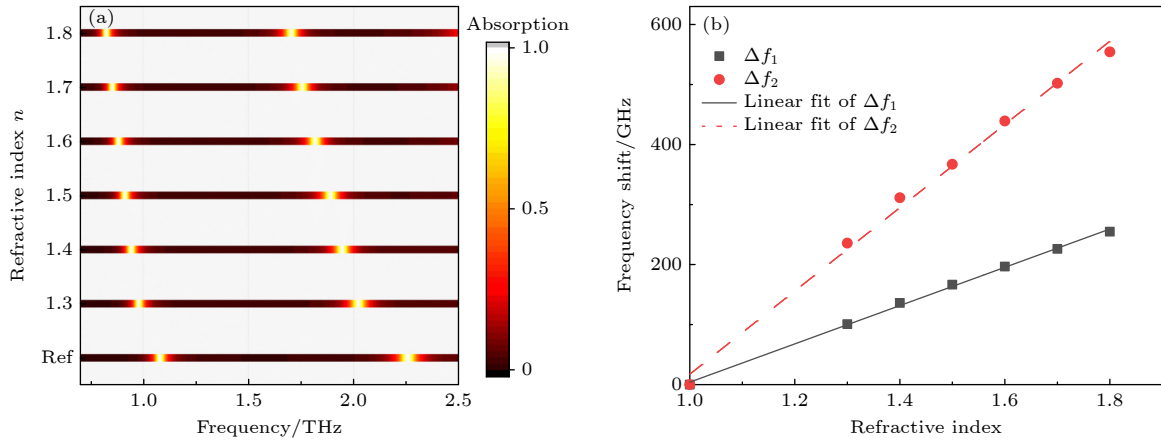 (a)
Absorption
1.8
1.7
1.6
1.5
1.4
1.3
Ref
Refractive index n
1.0
1.5
2.0
2.5
Frequency/THz
1.0
0.5
0
(b)
Δf₁
Δf₂
Linear fit of Δf₁
Linear fit of Δf₂
600
400
200
0
Frequency shift/GHz
1.0
1.2
1.4
1.6
1.8
Refractive index